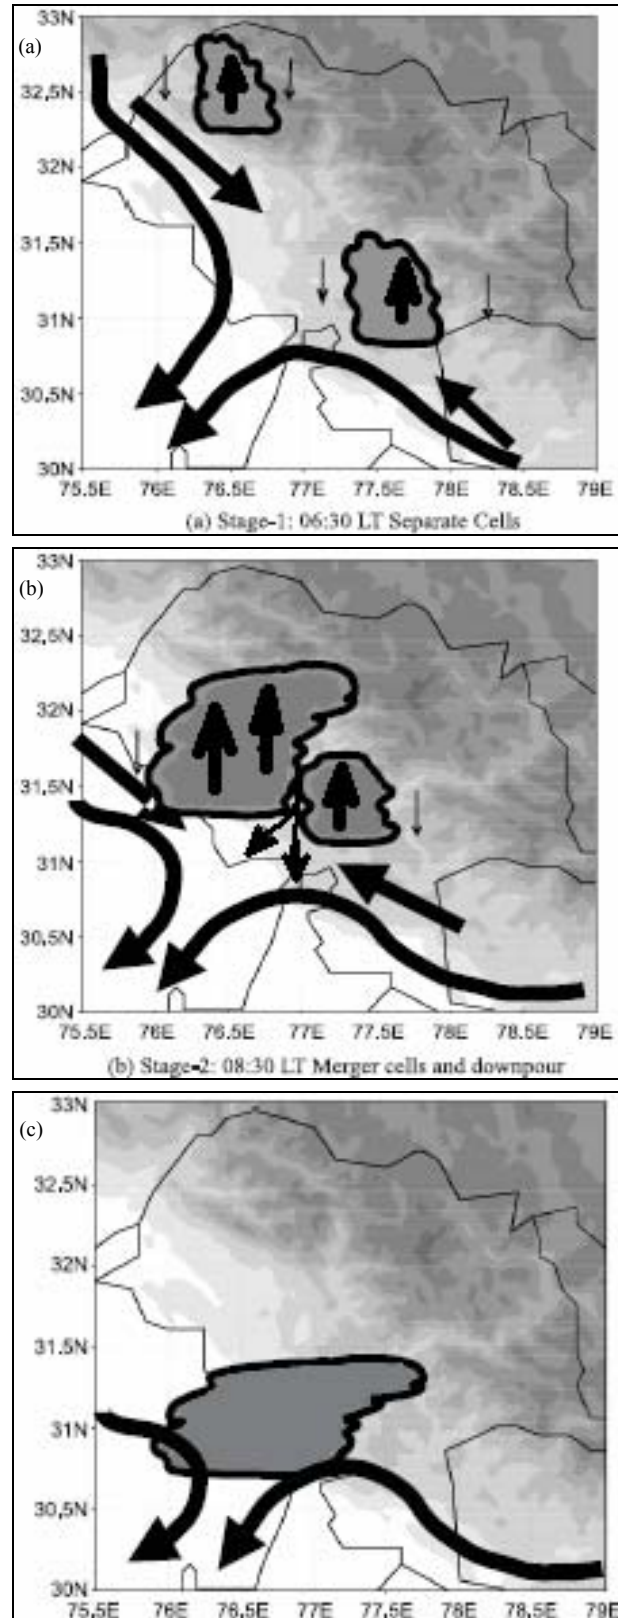 (a)
33N
32,5N
32N
31,5N
31N
30,5N
30N
75.5E 76E 76.5E 77E 77.5E 78E 78.5E 79E
(a) Stage-1: 06:30 LT Separate Cells
(b)
33N
32,5N
32N
31,5N
31N
30,5N
30N
75.5E 76E 76.5E 77E 77.5E 78E 78.5E 79E
(b) Stage-2: 08:30 LT Merger cells and downpour
(c)
33N
32,5N
32N
31,5N
31N
30,5N
30N
75,5E 76E 76,5E 77E 77,5E 78E 78,5E 79E